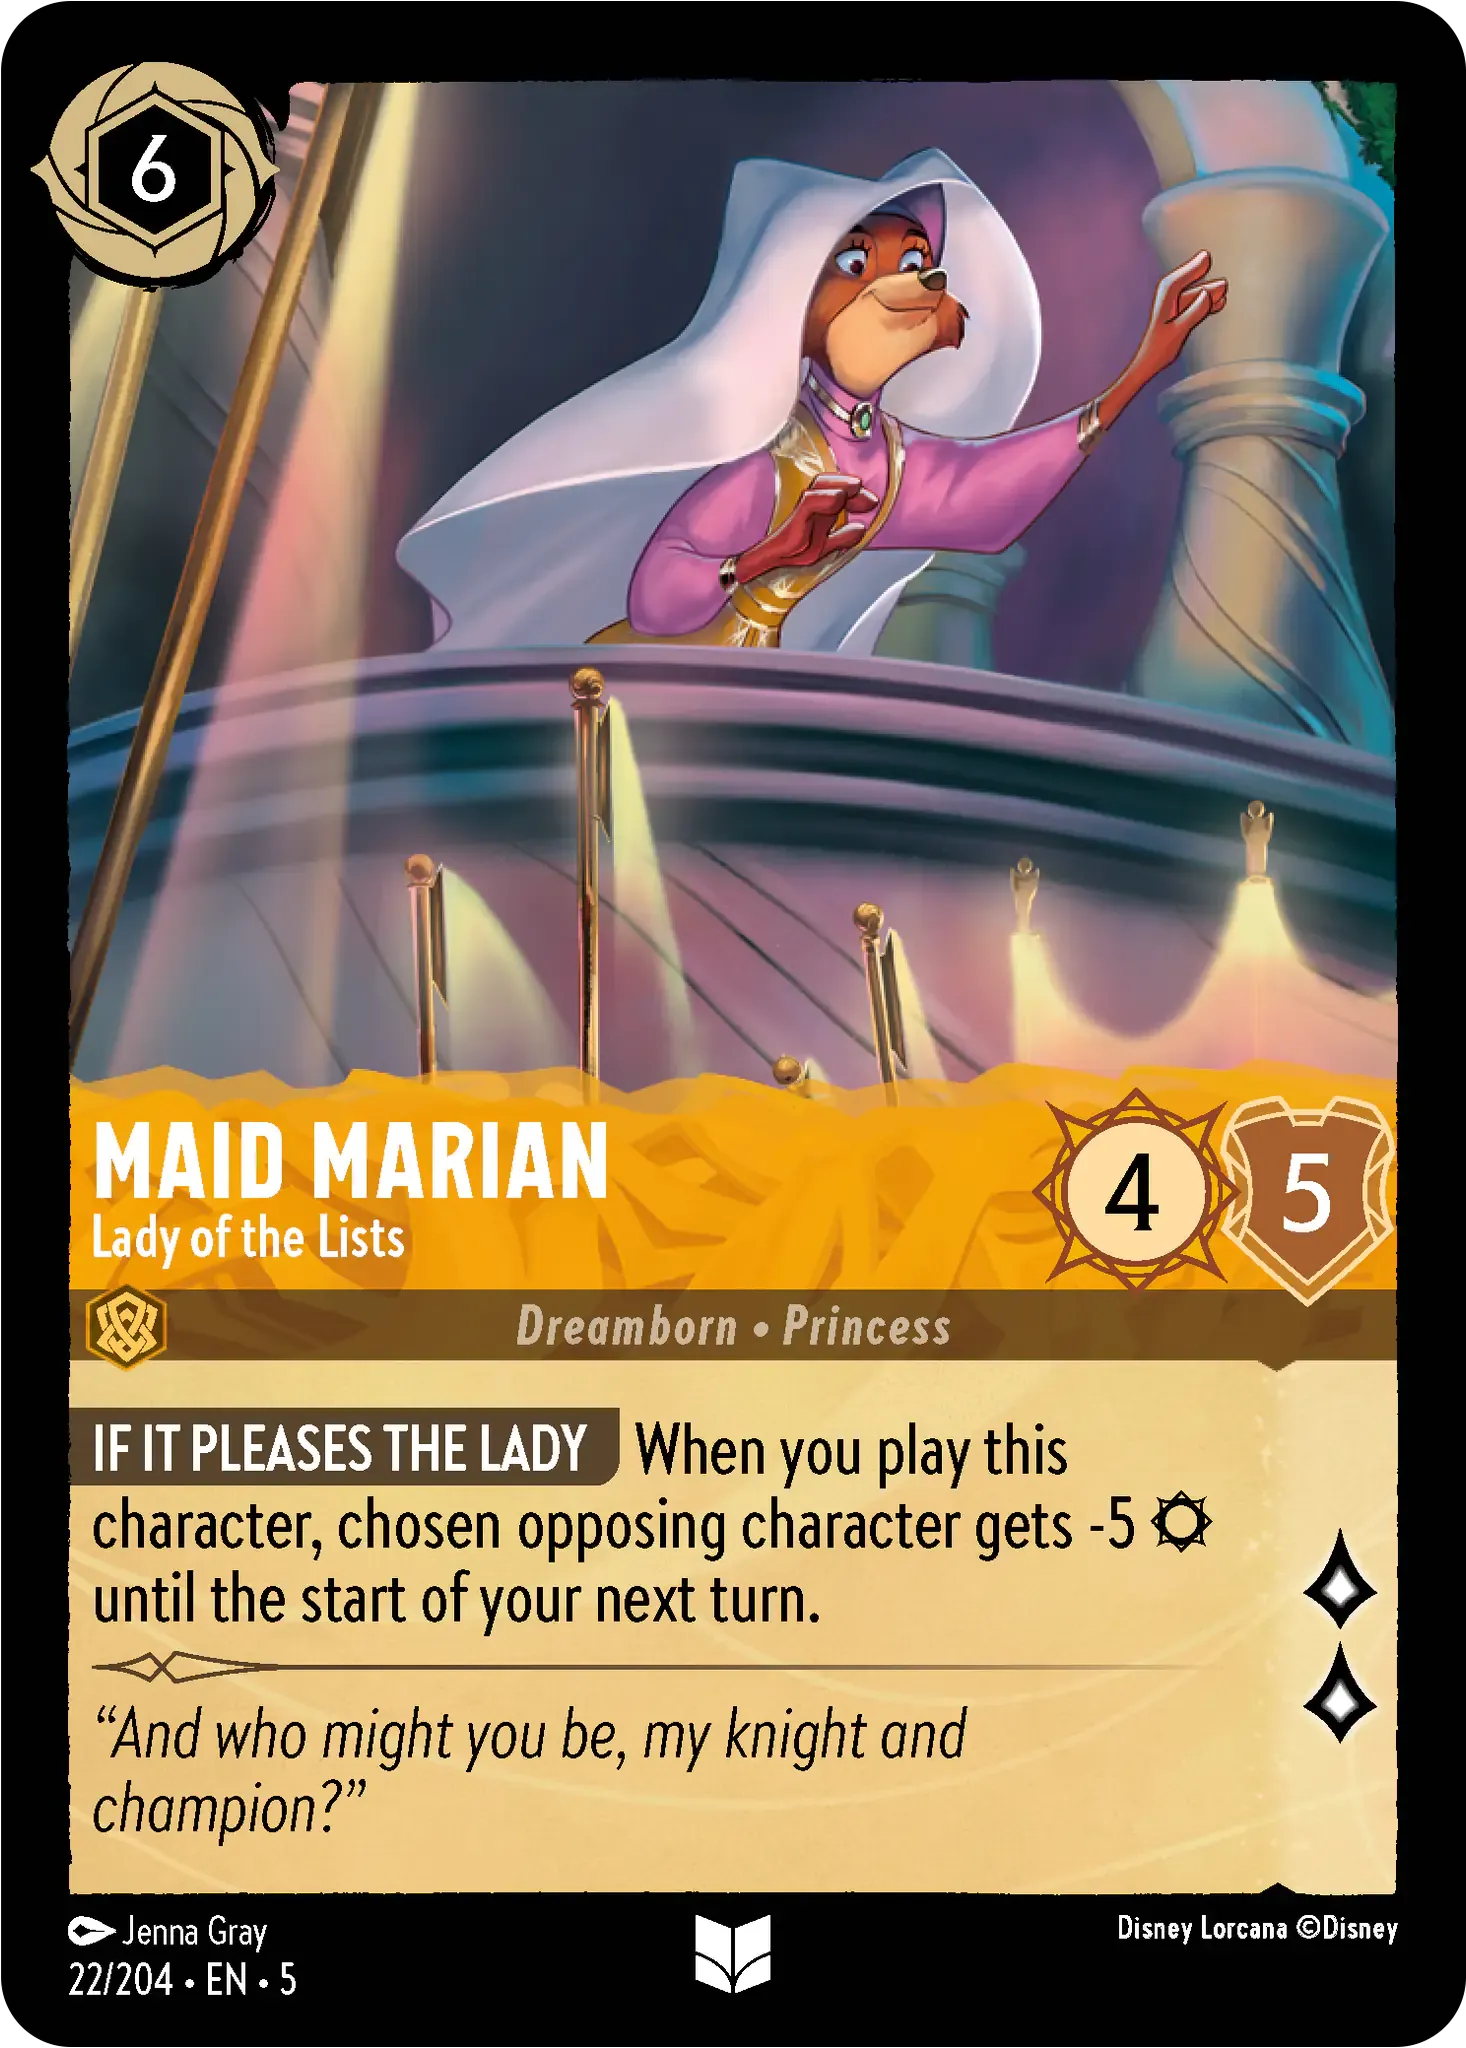 6
MAID MARIAN
Lady of the Lists
4
5
Dreamborn • Princess
IF IT PLEASES THE LADY When you play this
character, chosen opposing character gets -5
until the start of your next turn.
“And who might you be, my knight and
champion?”
Jenna Gray
Disney Lorcana ©Disney
22/204 • EN • 5